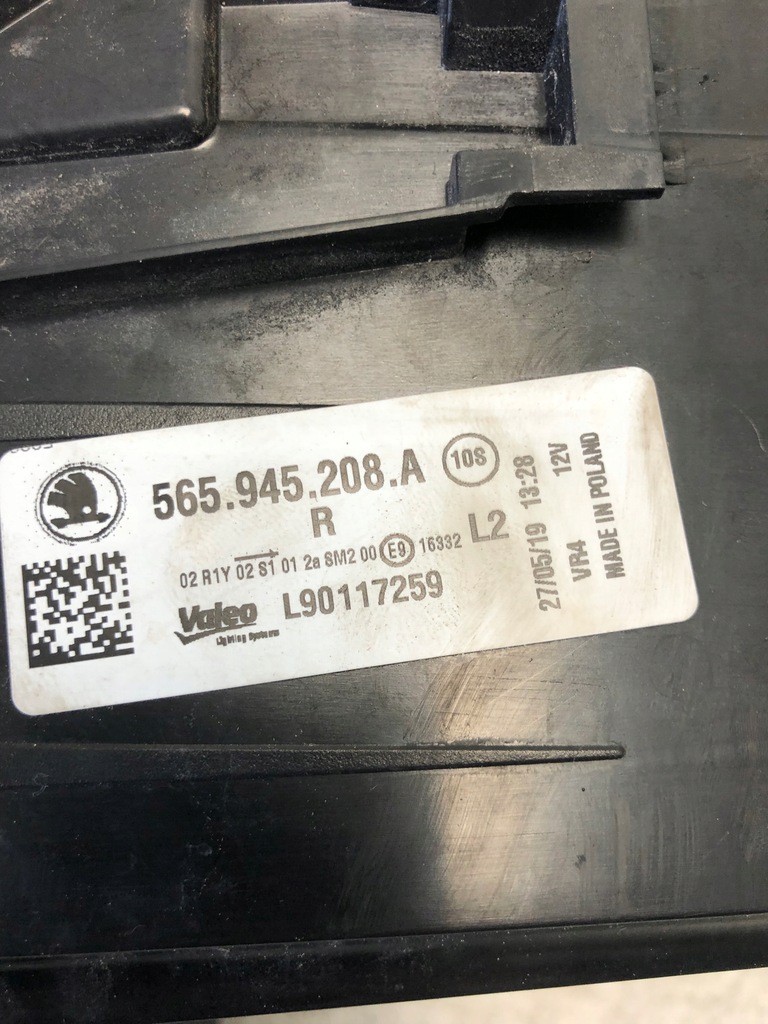 565.945.208.A 10S
R
02 R1Y 02 S1 01 2a SM2 00 E9 16332 L2
Valeo L90117259
Lighting Systems
27/05/19 13:28
VR4 12V
MADE IN POLAND